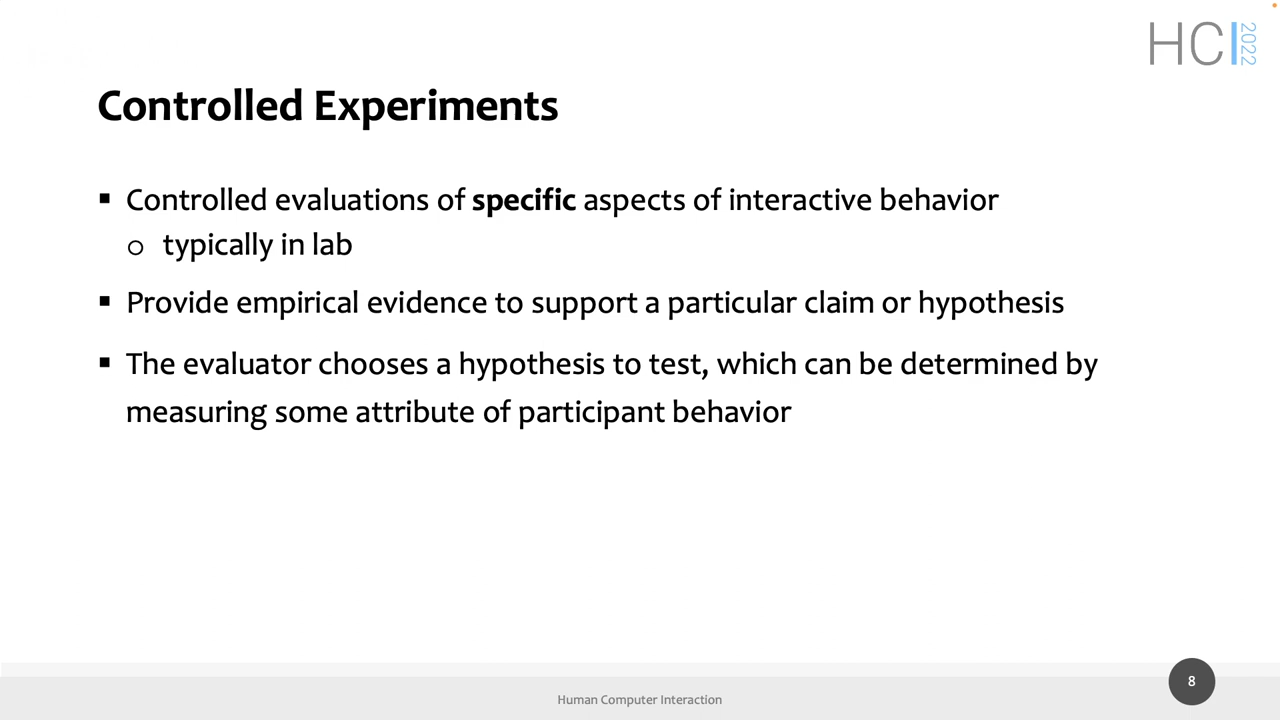 HCI 2022
Controlled Experiments
▪ Controlled evaluations of specific aspects of interactive behavior
o typically in lab
▪ Provide empirical evidence to support a particular claim or hypothesis
▪ The evaluator chooses a hypothesis to test, which can be determined by
measuring some attribute of participant behavior
8
Human Computer Interaction